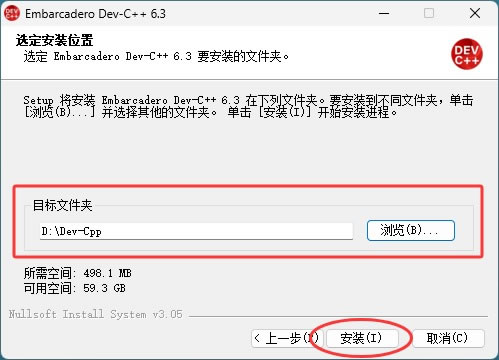 Embarcadero Dev-C++ 6.3
选定安装位置
选定 Embarcadero Dev-C++ 6.3 要安装的文件夹。
DEV
C++
Setup 将安装 Embarcadero Dev-C++ 6.3 在下列文件夹。要安装到不同文件夹，单击
[浏览(B)...] 并选择其他的文件夹。 单击 [安装(I)] 开始安装进程。
目标文件夹
D:\Dev-Cpp
浏览(B)...
所需空间: 498.1 MB
可用空间: 59.3 GB
Nullsoft Install System v3.05
< 上一步(P)
安装(I)
取消(C)